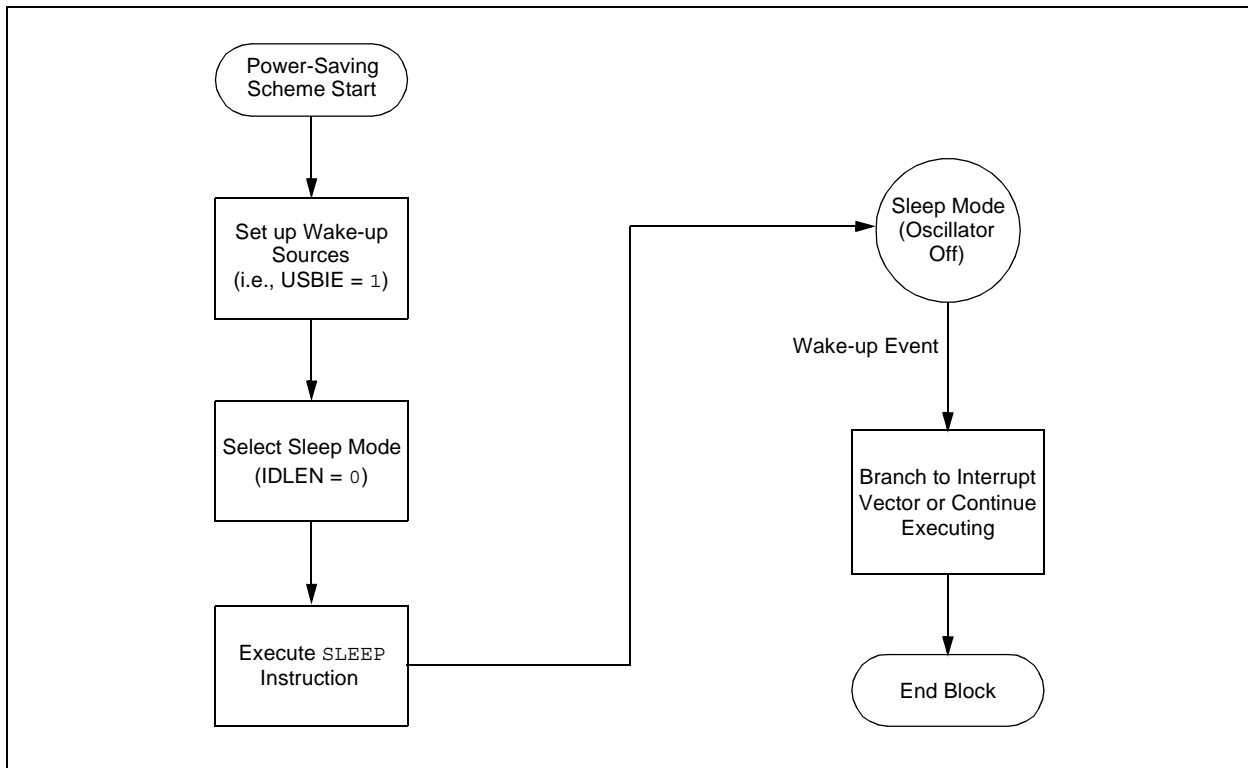 Power-Saving
Scheme Start
Set up Wake-up
Sources
(i.e., USBIE = 1)
Select Sleep Mode
(IDLEN = 0)
Execute SLEEP
Instruction
Sleep Mode
(Oscillator
Off)
Wake-up Event
Branch to Interrupt
Vector or Continue
Executing
End Block